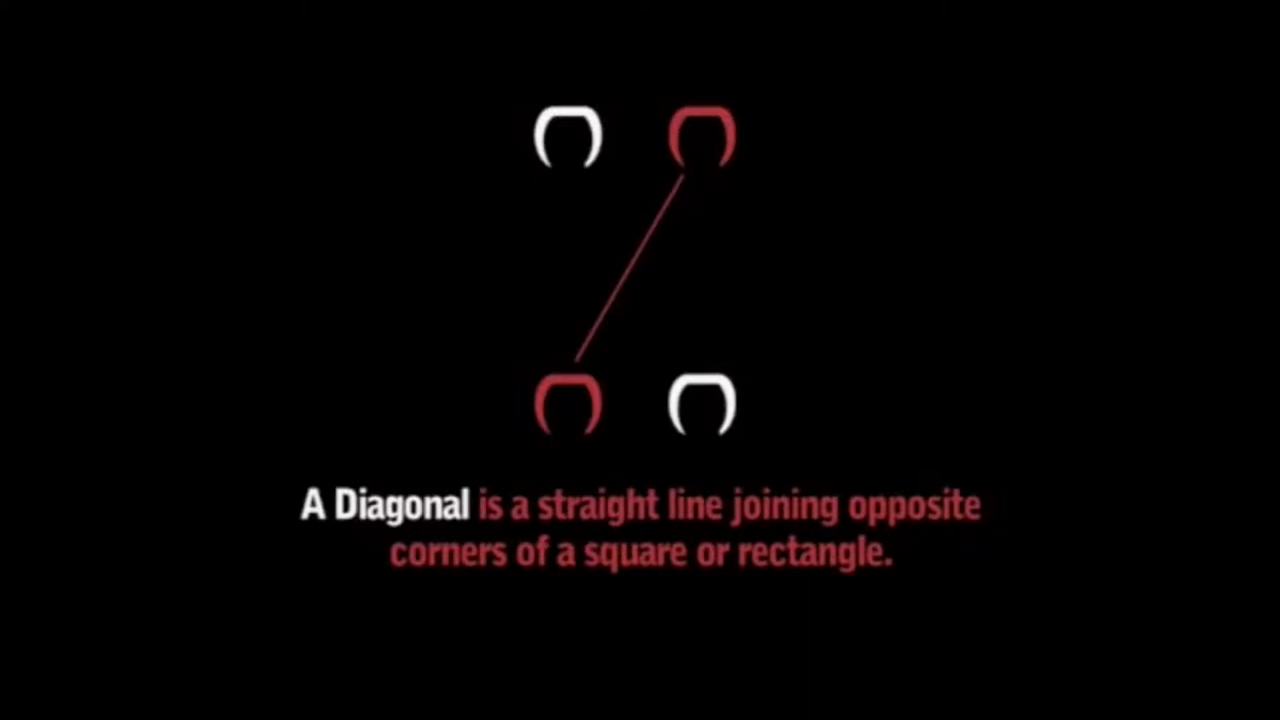 A Diagonal is a straight line joining opposite
corners of a square or rectangle.